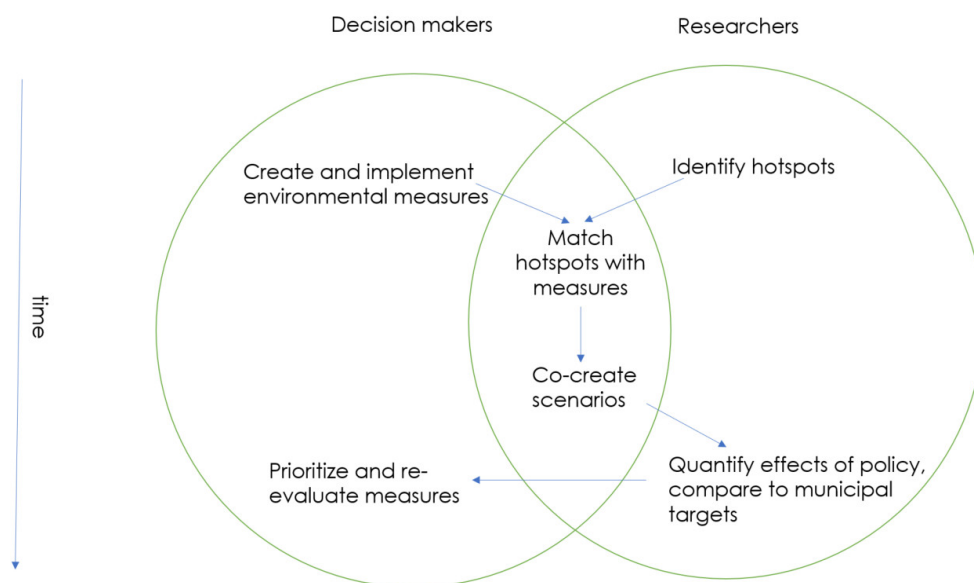 Decision makers
Researchers
Create and implement
environmental measures
Identify hotspots
Match
hotspots with
measures
time
Co-create
scenarios
Prioritize and re-
evaluate measures
Quantify effects of policy,
compare to municipal
targets